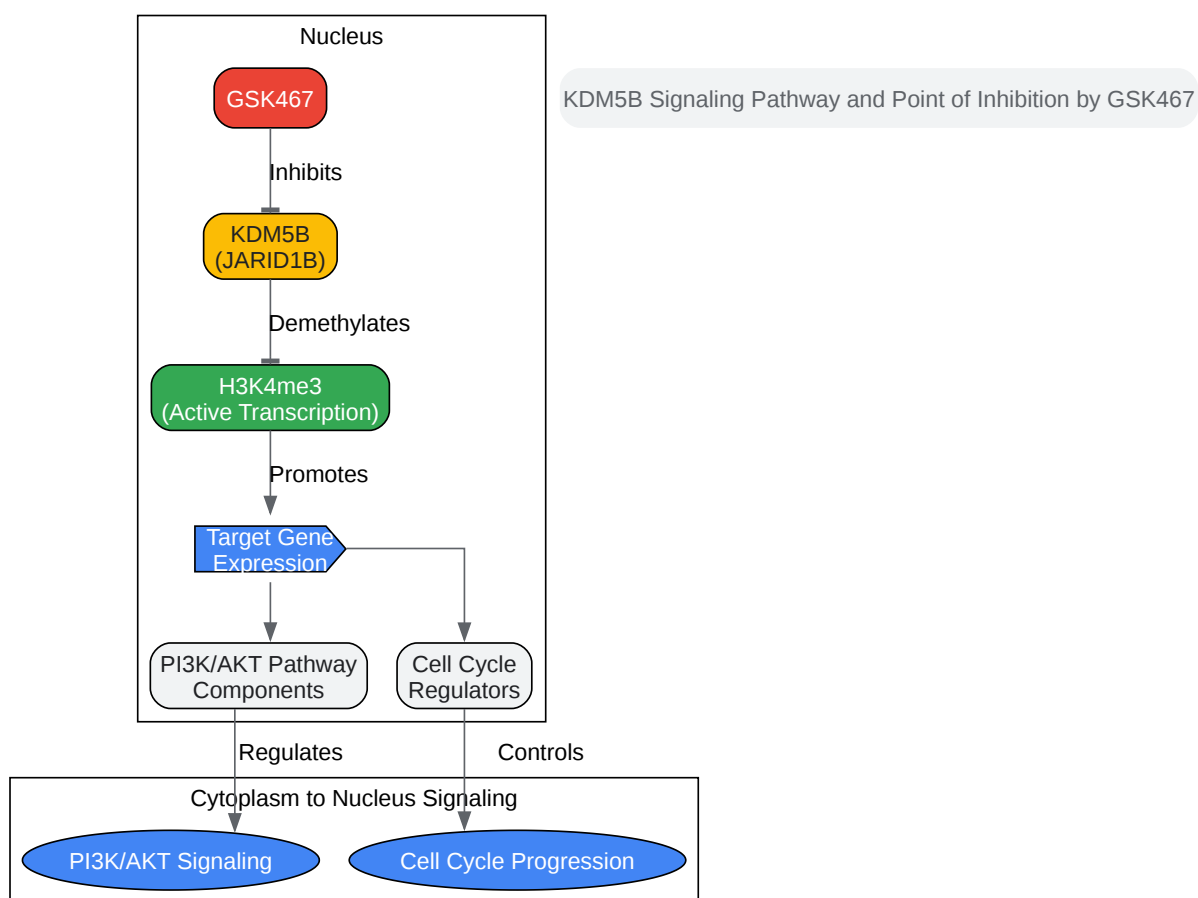 Nucleus
GSK467
KDM5B Signaling Pathway and Point of Inhibition by GSK467
Inhibits
KDM5B
(JARID1B)
Demethylates
H3K4me3
(Active Transcription)
Promotes
Target Gene
Expression
PI3K/AKT Pathway
Components
Cell Cycle
Regulators
Regulates
Controls
Cytoplasm to Nucleus Signaling
PI3K/AKT Signaling
Cell Cycle Progression